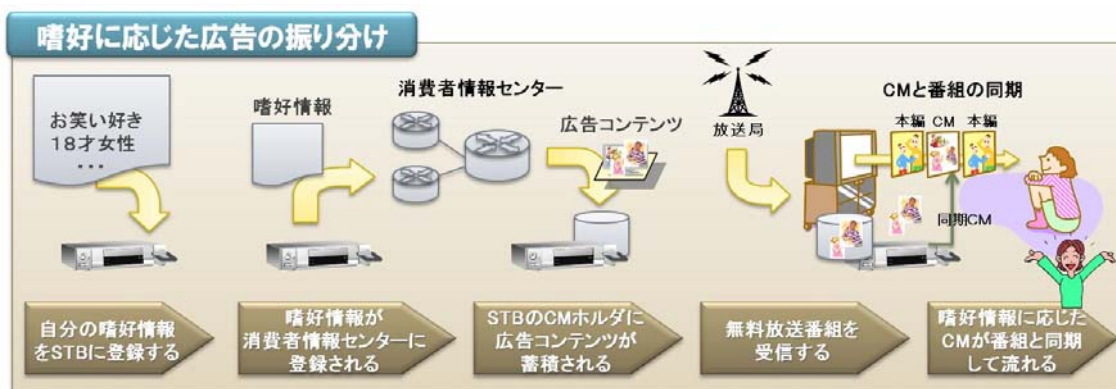 嗜好に応じた広告の振り分け
お笑い好き
18才女性
・・・
嗜好情報
消費者情報センター
広告コンテンツ
放送局
CMと番組の同期
本編 CM 本編
同期CM
自分の嗜好情報
をSTBに登録する
嗜好情報が
消費者情報センターに
登録される
STBのCMホルダに
広告コンテンツが
蓄積される
無料放送番組を
受信する
嗜好情報に応じた
CMが番組と同期
して流れる